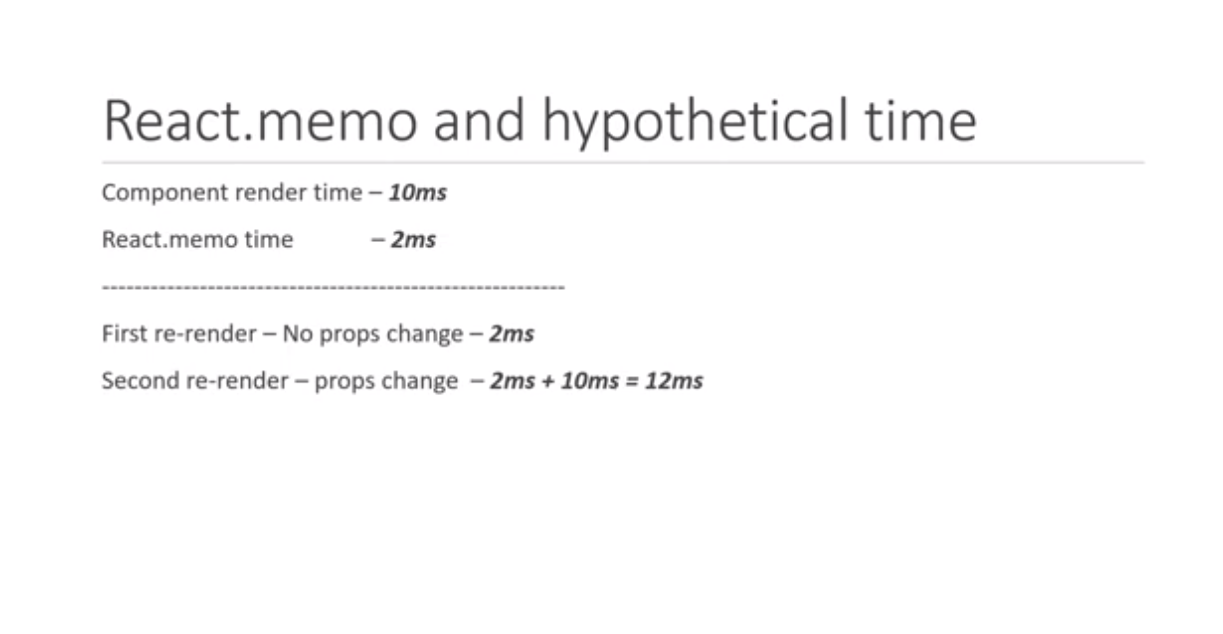 React.memo and hypothetical time
Component render time – 10ms
React.memo time – 2ms
----------------------------------------------------------
First re-render – No props change – 2ms
Second re-render – props change – 2ms + 10ms = 12ms